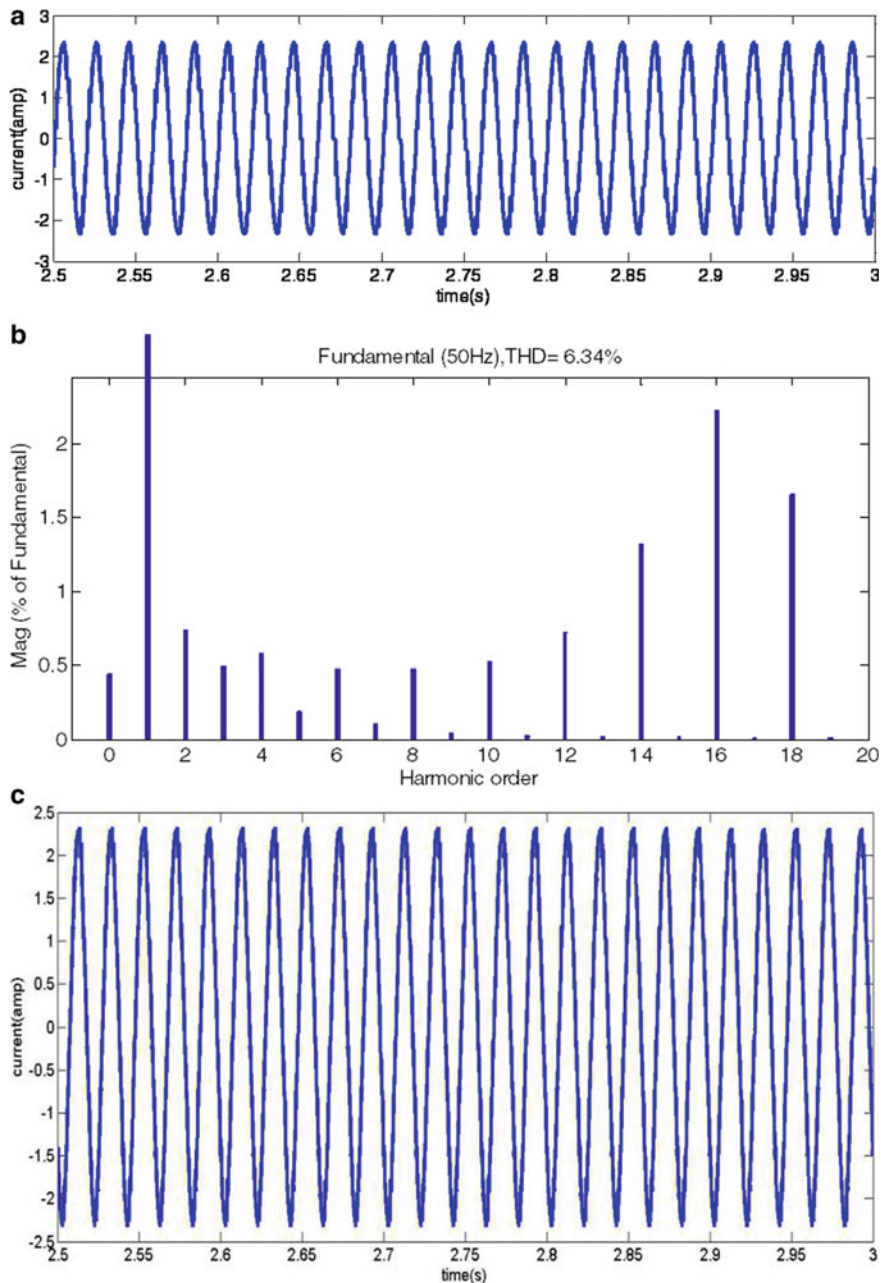 a
3
2
1
0
-1
-2
-3
current(amp)
2.5 2.55 2.6 2.65 2.7 2.75 2.8 2.85 2.9 2.95 3
time(s)
b
Fundamental (50Hz),THD= 6.34%
2
1.5
1
0.5
0
Mag (% of Fundamental)
0 2 4 6 8 10 12 14 16 18 20
Harmonic order
c
2.5
2
1.5
1
0.5
0
-0.5
-1
-1.5
-2
-2.5
current(amp)
2.5 2.55 2.6 2.65 2.7 2.75 2.8 2.85 2.9 2.95 3
time(s)